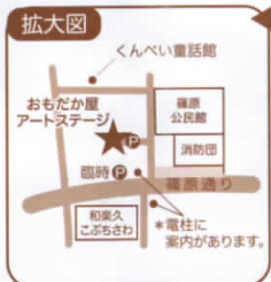 拡大図
くんぺい童話館
おもだか屋
アートステージ
篠原
公民館
P
消防団
臨時P
篠原通り
和楽久
こぶちさわ
*電柱に
案内があります。